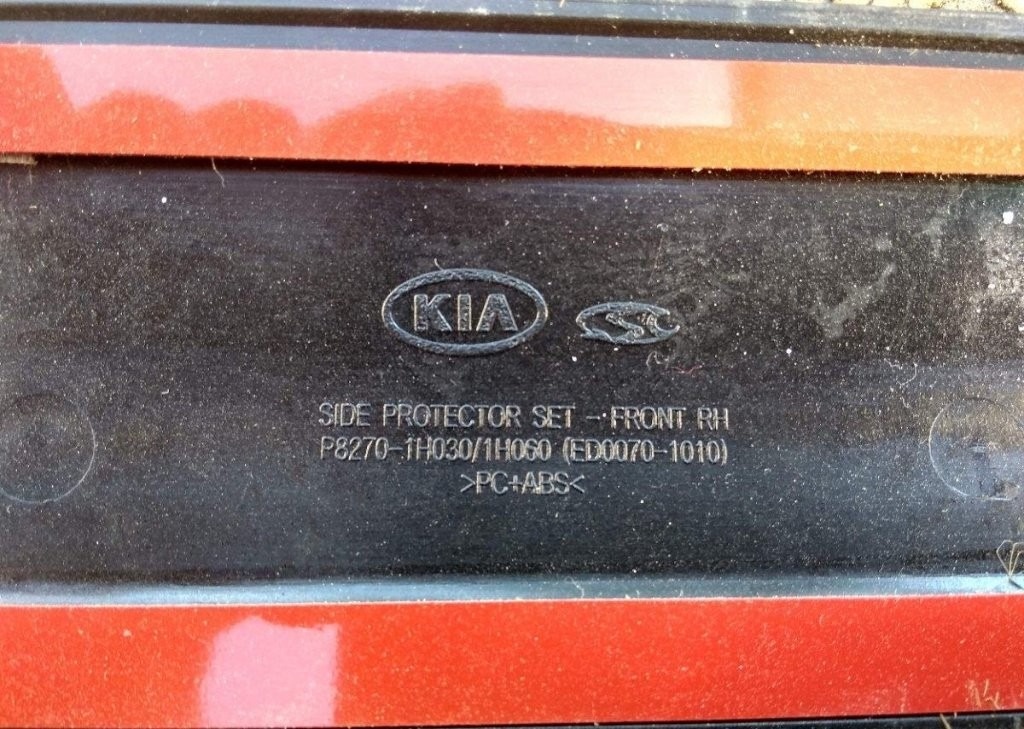 KIA
SIDE PROTECTOR SET - FRONT RH
P8270-1H030/1H060 (ED0070-1010)
>PC+ABS<